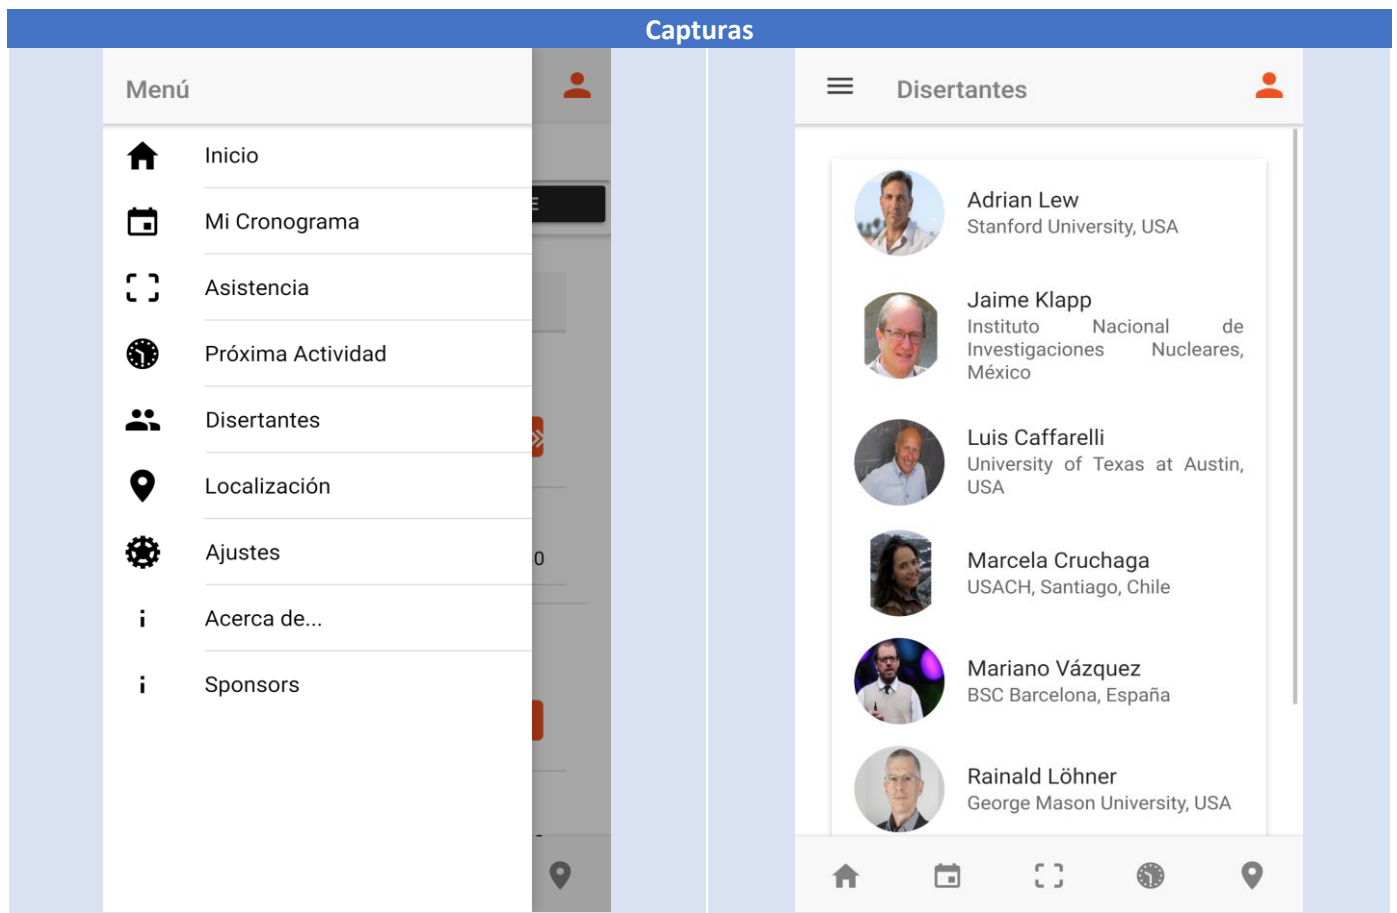 Capturas
Menú
Inicio
Mi Cronograma
Asistencia
Próxima Actividad
Disertantes
Localización
Ajustes
Acerca de...
Sponsors
E
0
Disertantes
Adrian Lew
Stanford University, USA
Jaime Klapp
Instituto Nacional de
Investigaciones Nucleares,
México
Luis Caffarelli
University of Texas at Austin,
USA
Marcela Cruchaga
USACH, Santiago, Chile
Mariano Vázquez
BSC Barcelona, España
Rainald Löhner
George Mason University, USA